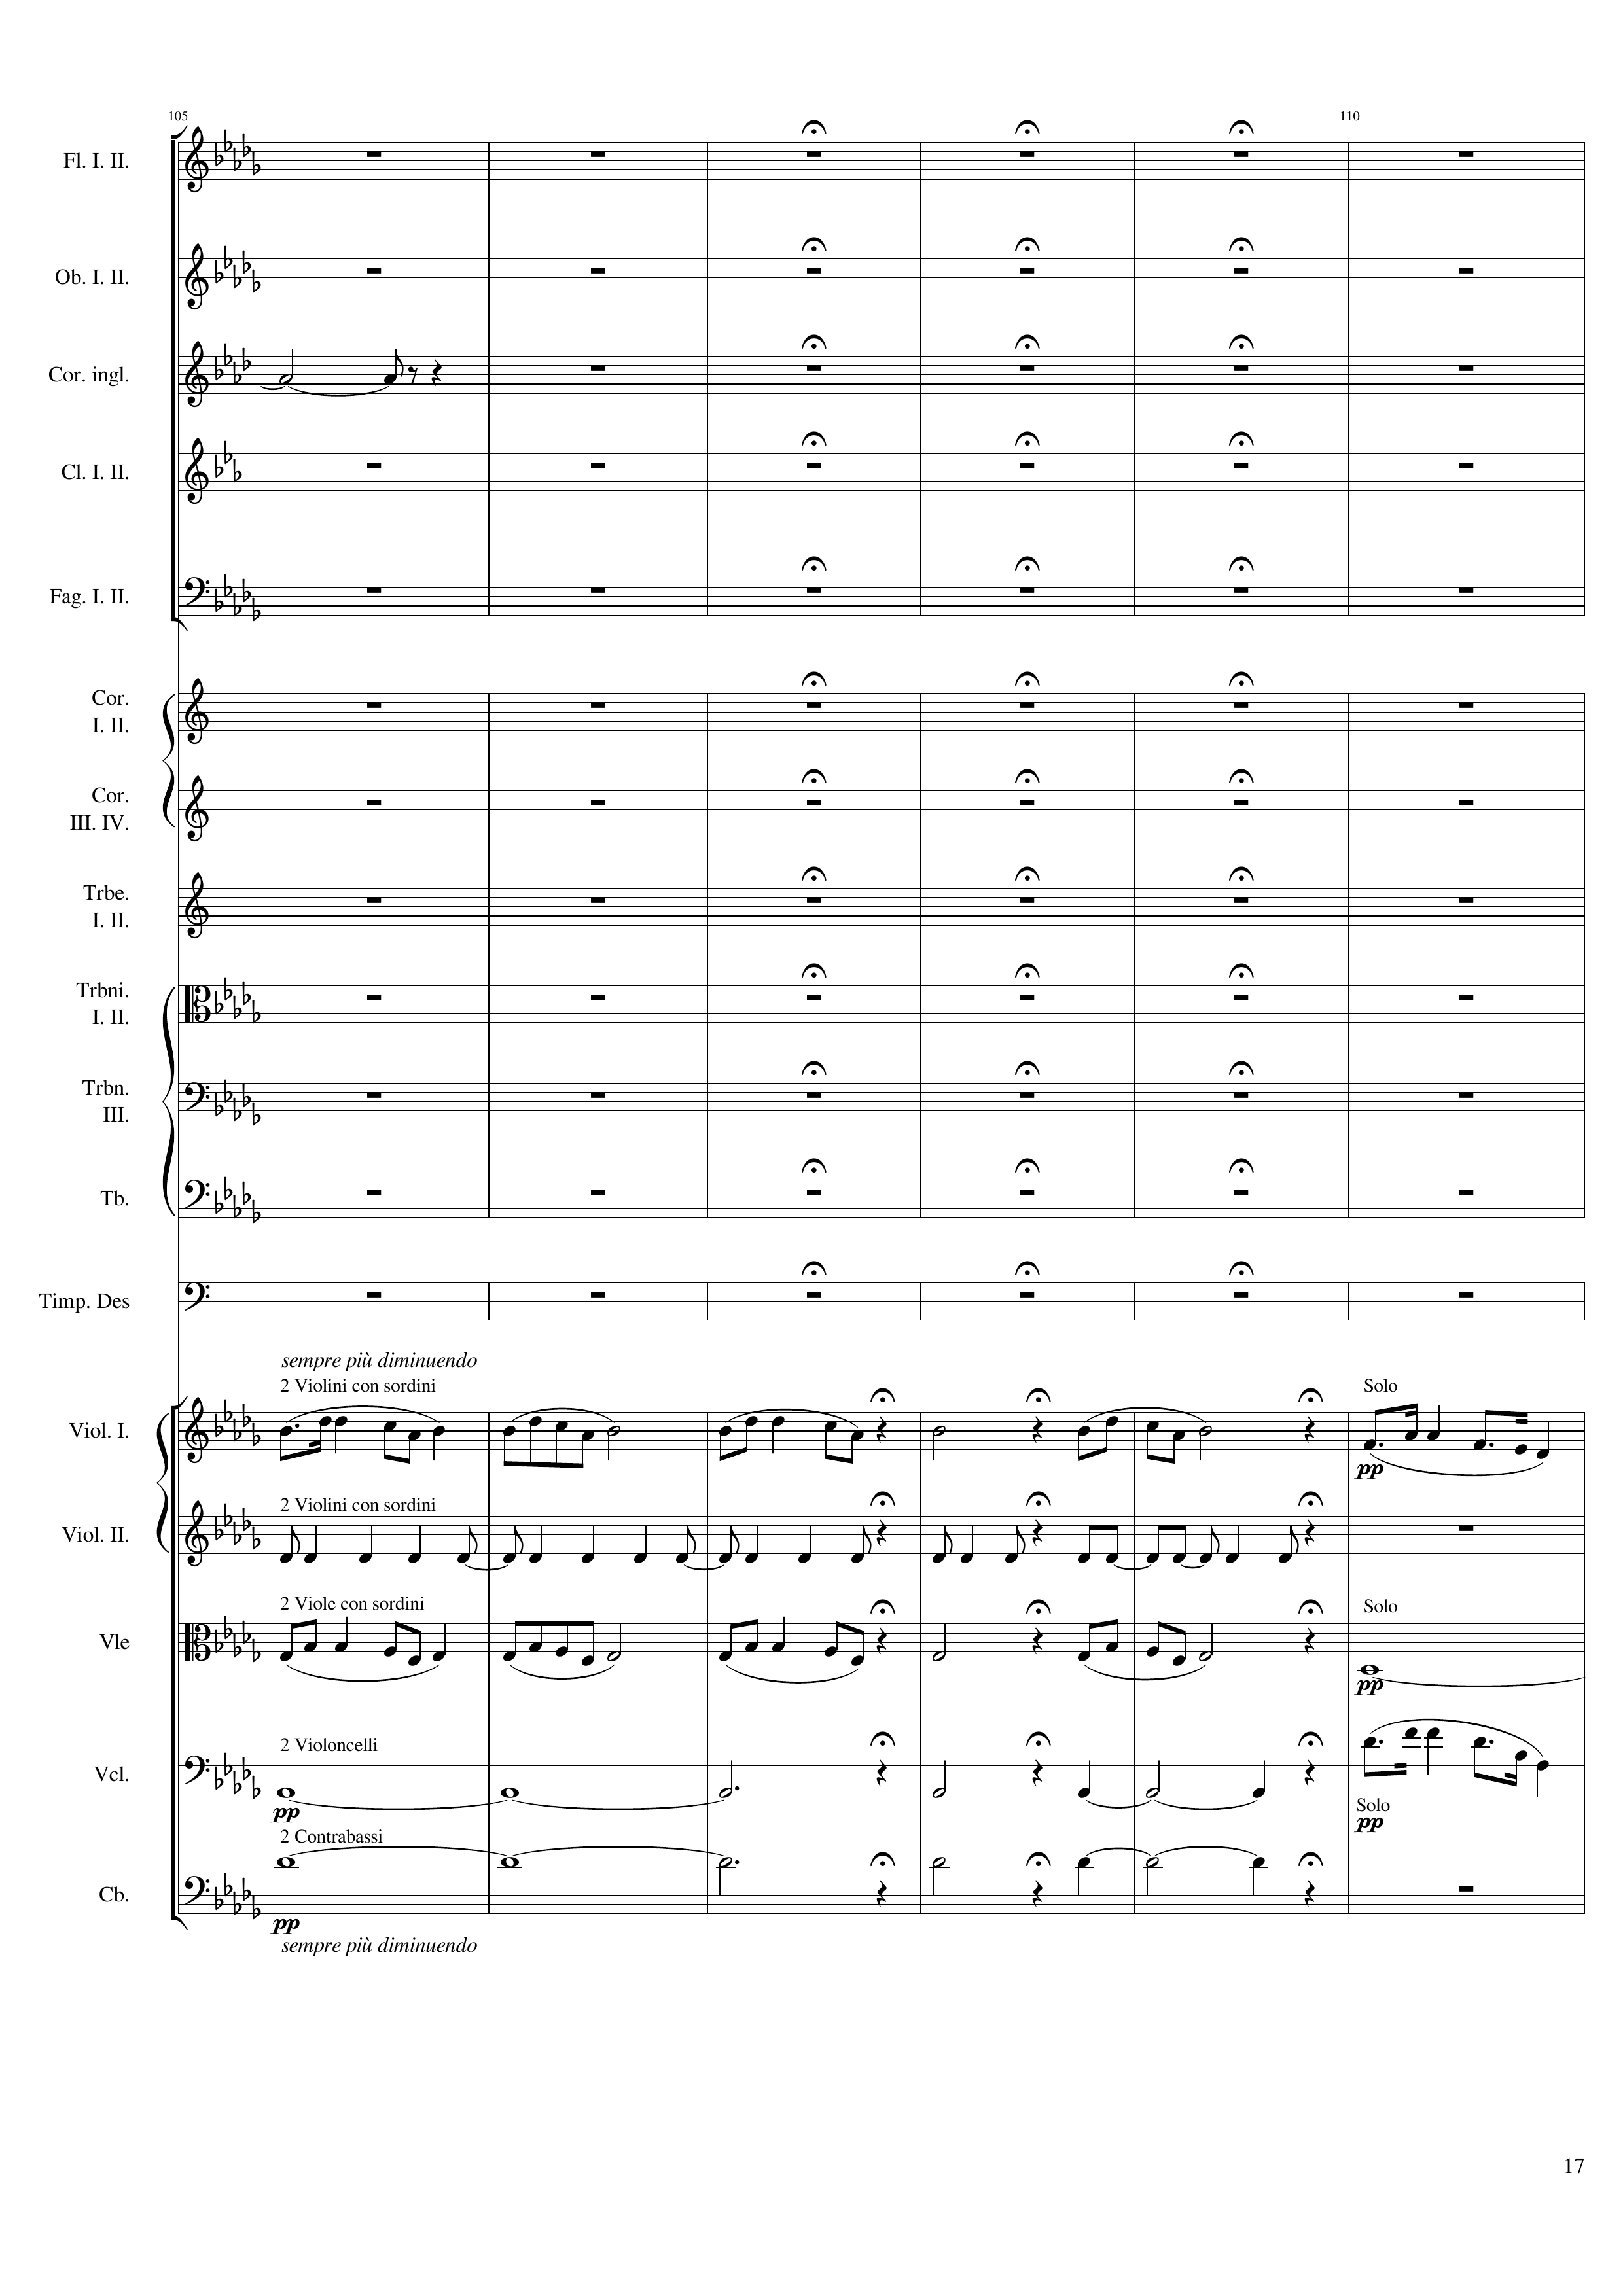 105
110
Fl. I. II.
Ob. I. II.
Cor. ingl.
Cl. I. II.
Fag. I. II.
Cor.
I. II.
Cor.
III. IV.
Trbe.
I. II.
Trbni.
I. II.
Trbn.
III.
Tb.
Timp. Des
sempre più diminuendo
2 Violini con sordini
Solo
Viol. I.
pp
2 Violini con sordini
Viol. II.
2 Viole con sordini
Solo
Vle
pp
2 Violoncelli
Vcl.
Solo
pp
pp
2 Contrabassi
Cb.
pp
sempre più diminuendo
17